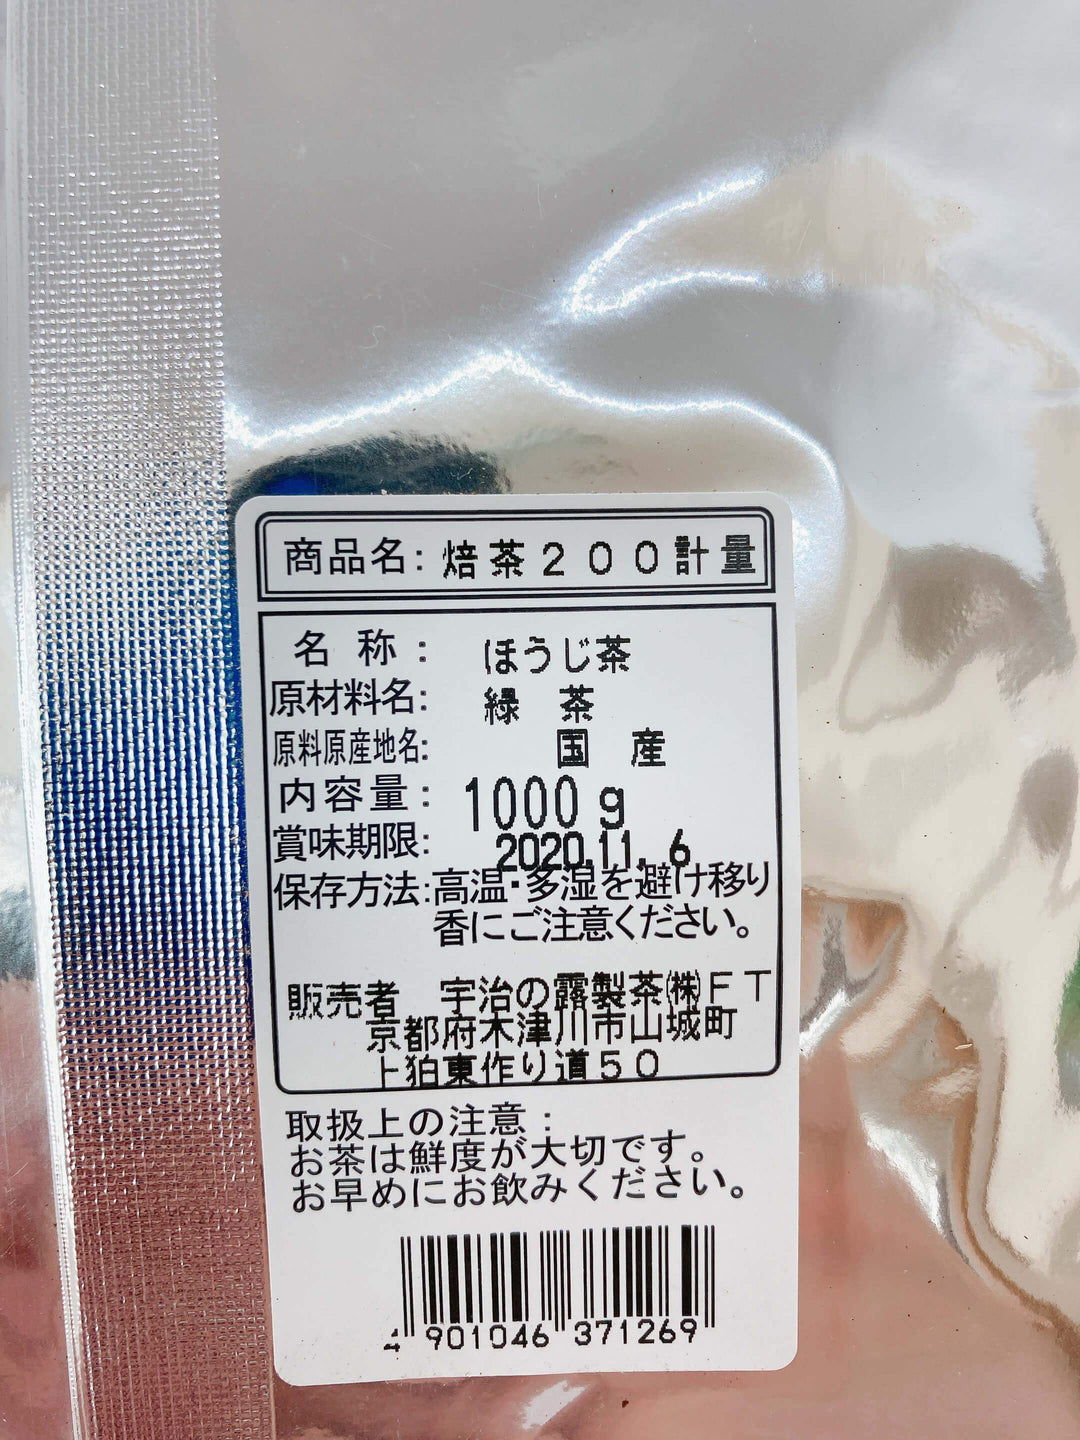 商品名: 焙茶200計量
名 称 : ほうじ茶
原材料名: 緑 茶
原料原産地名: 国 産
内容量: 1000g
賞味期限: 2020.11. 6
保存方法:高温・多湿を避け移り
香にご注意ください。
販売者 宇治の露製茶㈱FT
京都府木津川市山城町
上狛東作り道50
取扱上の注意:
お茶は鮮度が大切です。
お早めにお飲みください。
4 901046 371269